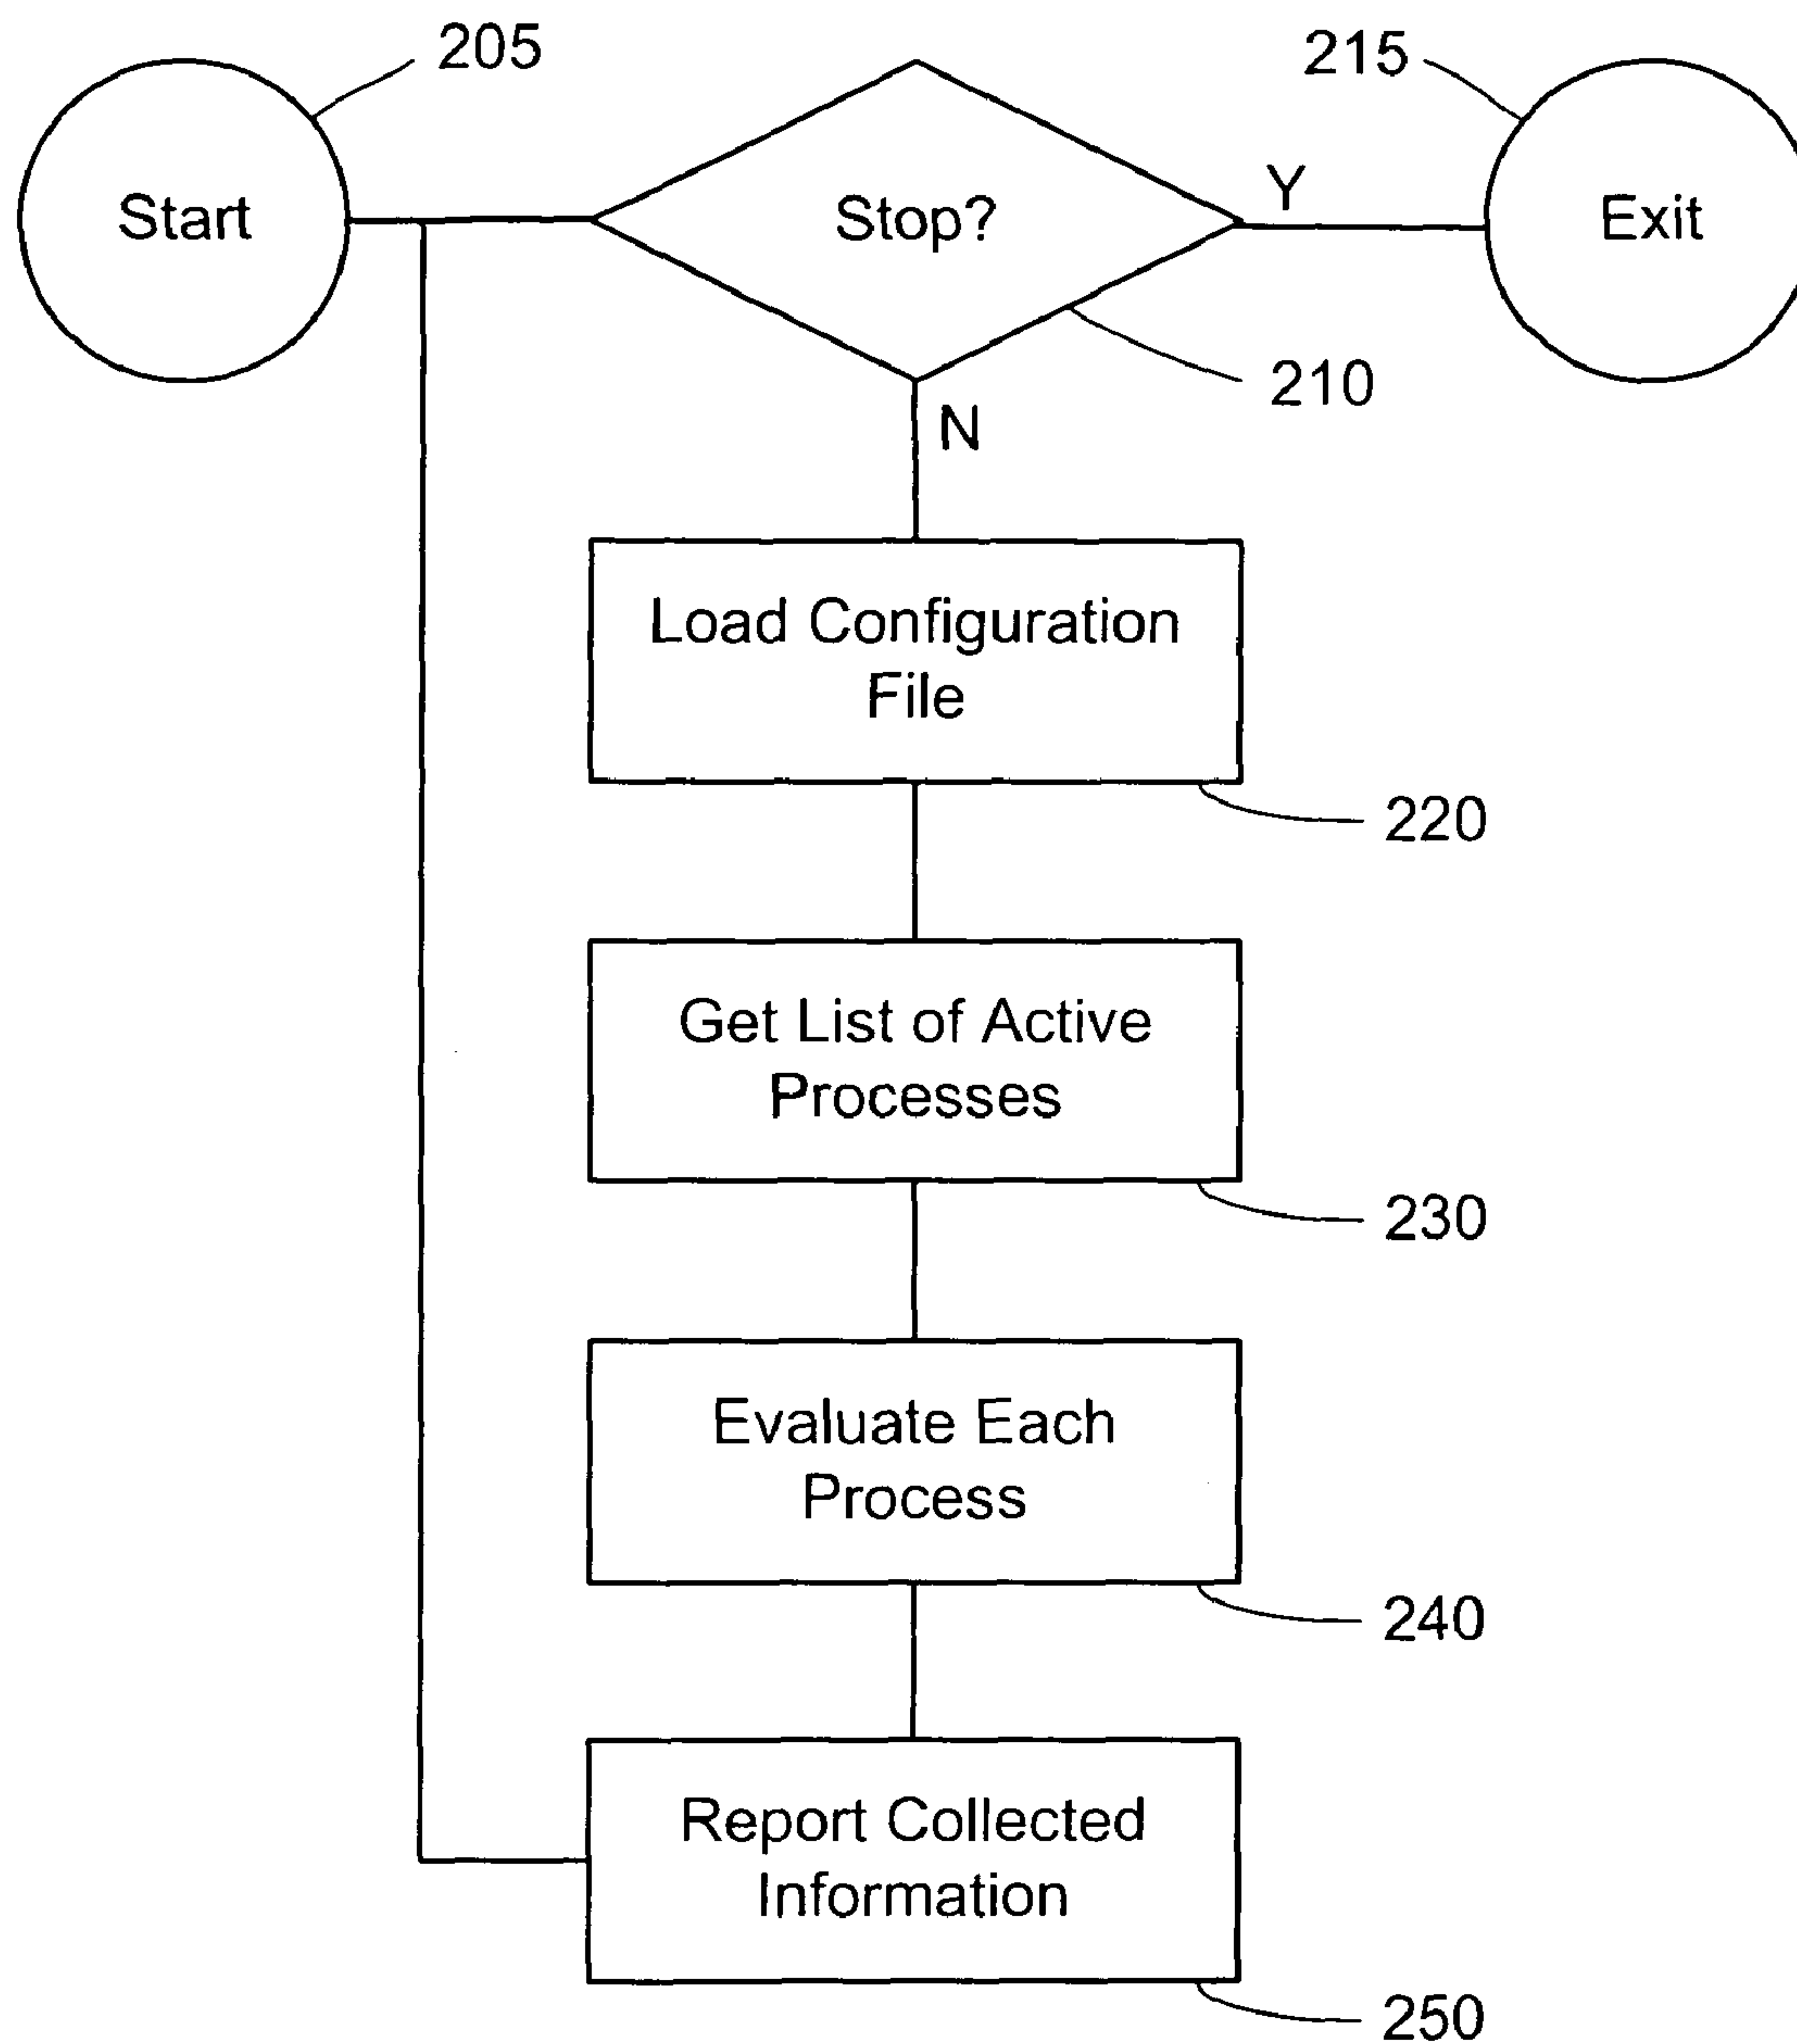 205
215
Start
Stop?
Y
Exit
210
N
Load Configuration
File
220
Get List of Active
Processes
230
Evaluate Each
Process
240
Report Collected
Information
250